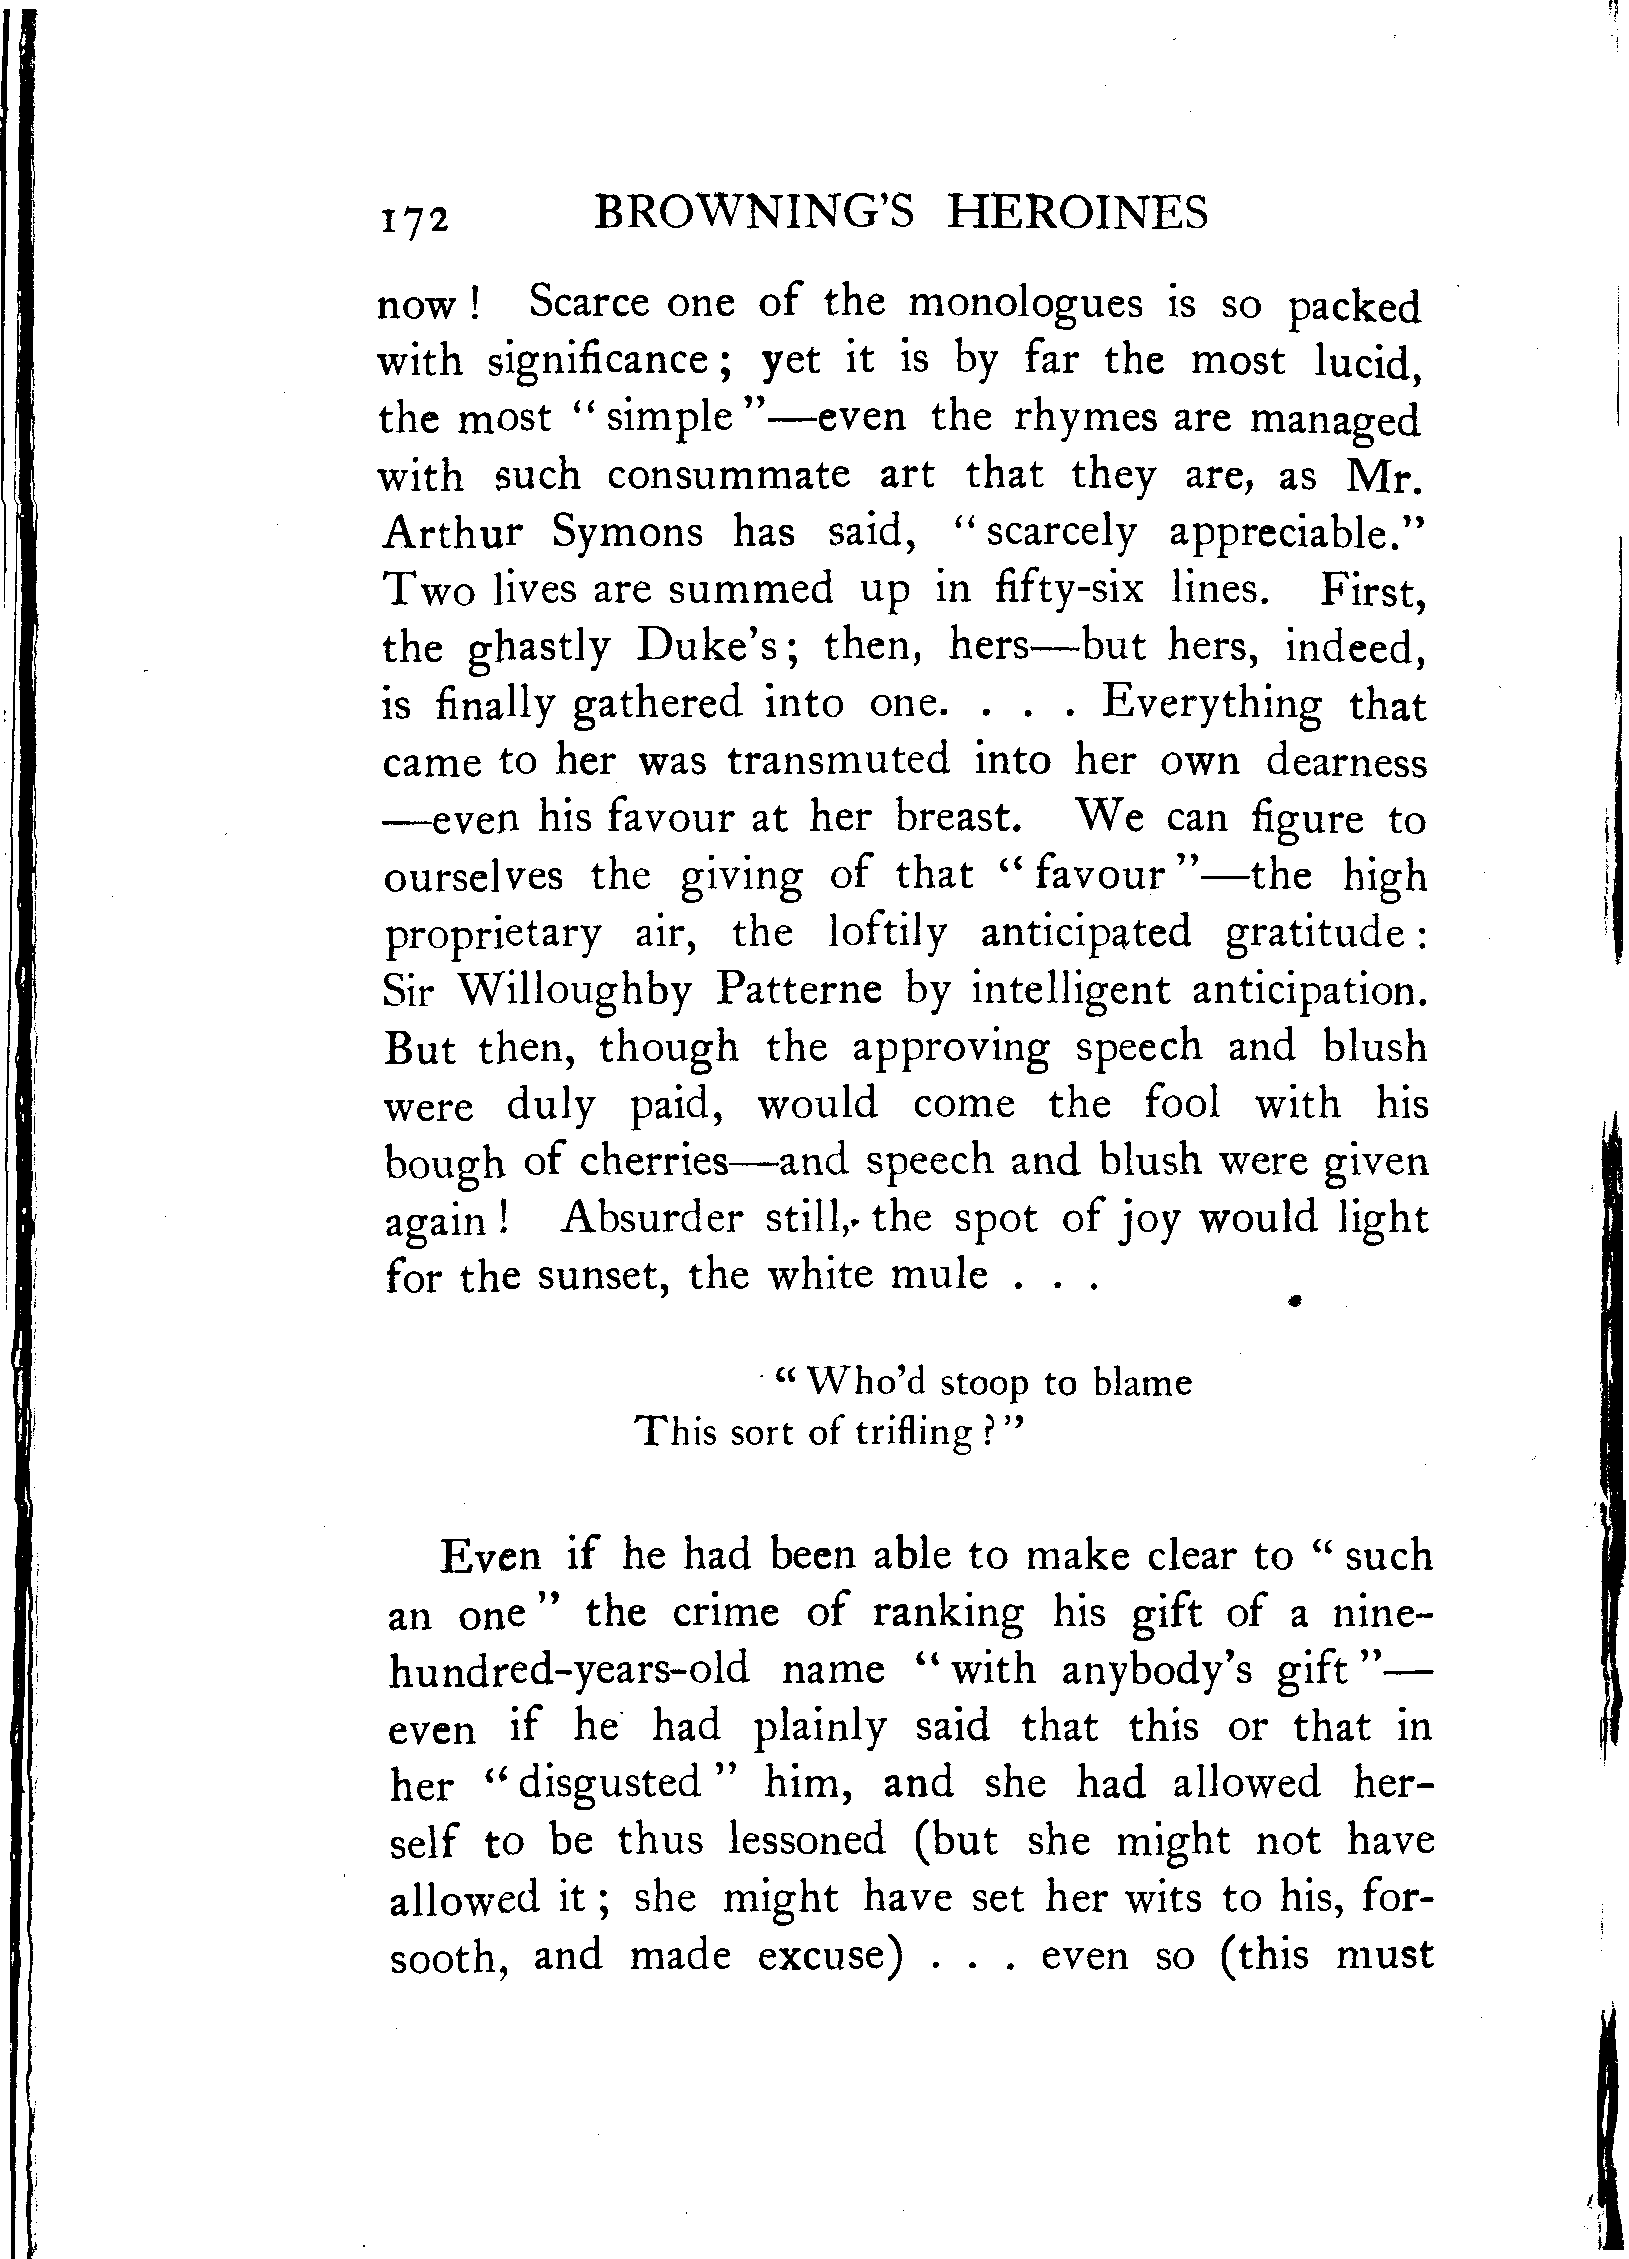 172 BROWNING'S HEROINES
now! Scarce one of the monologues is so packed
with significance; yet it is by far the most lucid,
the most "simple"—even the rhymes are managed
with such consummate art that they are, as Mr.
Arthur Symons has said, "scarcely appreciable."
Two lives are summed up in fifty-six lines. First,
the ghastly Duke's; then, hers—but hers, indeed,
is finally gathered into one. . . . Everything that
came to her was transmuted into her own dearness
—even his favour at her breast. We can figure to
ourselves the giving of that "favour"—the high
proprietary air, the loftily anticipated gratitude:
Sir Willoughby Patterne by intelligent anticipation.
But then, though the approving speech and blush
were duly paid, would come the fool with his
bough of cherries—and speech and blush were given
again! Absurder still, the spot of joy would light
for the sunset, the white mule . . .
"Who'd stoop to blame
This sort of trifling?"
Even if he had been able to make clear to "such
an one" the crime of ranking his gift of a nine-
hundred-years-old name "with anybody's gift"—
even if he had plainly said that this or that in
her "disgusted" him, and she had allowed her-
self to be thus lessoned (but she might not have
allowed it; she might have set her wits to his, for-
sooth, and made excuse) . . . even so (this must